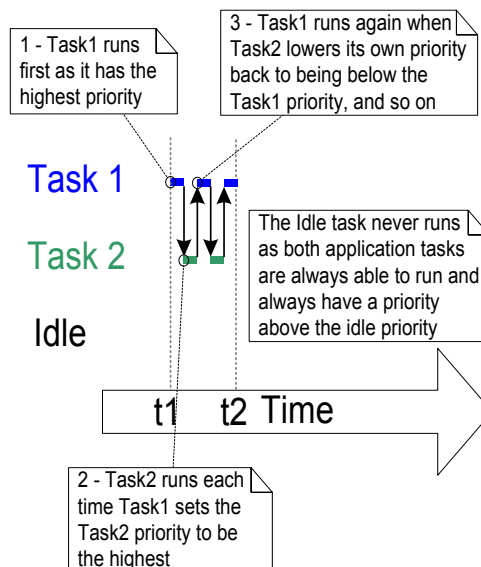 1 - Task1 runs
first as it has the
highest priority
3 - Task1 runs again when
Task2 lowers its own priority
back to being below the
Task1 priority, and so on
Task 1
Task 2
Idle
The Idle task never runs
as both application tasks
are always able to run and
always have a priority
above the idle priority
t1 t2 Time
2 - Task2 runs each
time Task1 sets the
Task2 priority to be
the highest